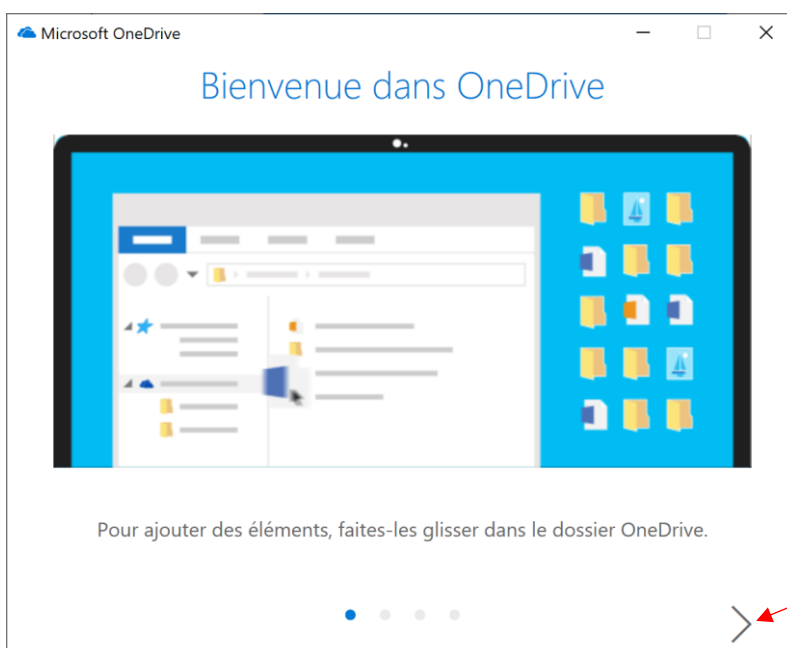 Microsoft OneDrive
Bienvenue dans OneDrive
Pour ajouter des éléments, faites-les glisser dans le dossier OneDrive.